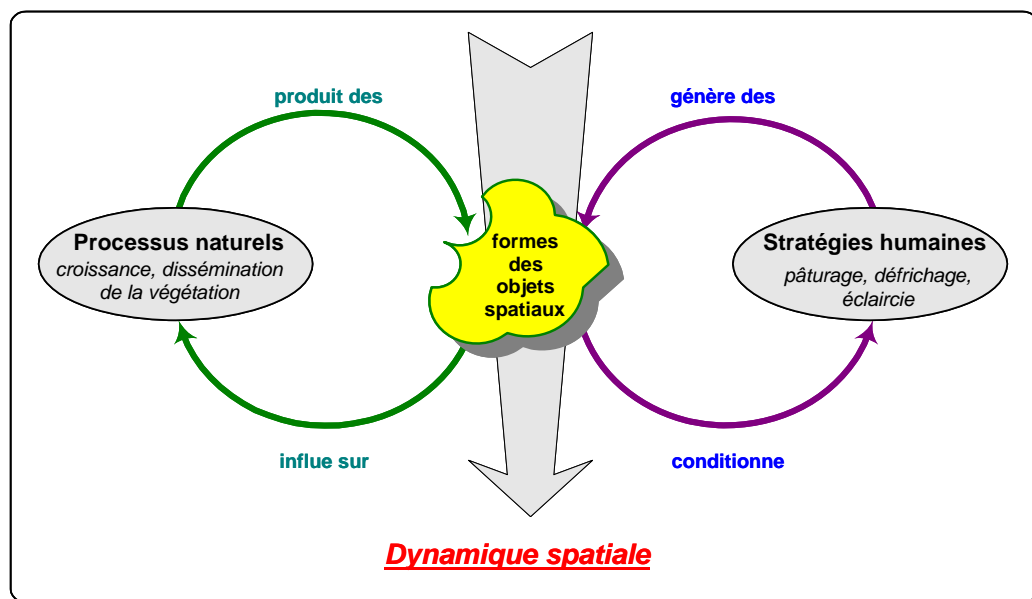 produit des
génère des
Processus naturels
croissance, dissémination
de la végétation
formes
des
objets
spatiaux
Stratégies humaines
pâturage, défrichage,
éclaircie
influe sur
conditionne
Dynamique spatiale